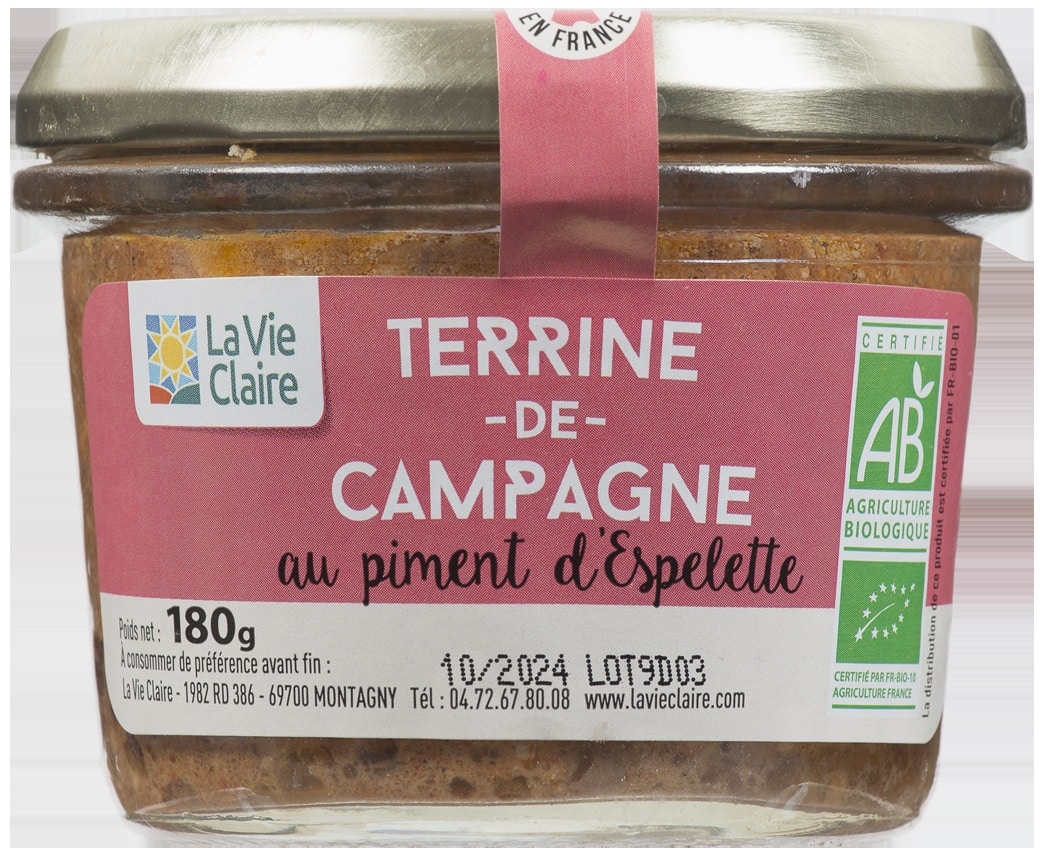 EN FRANCE
La Vie
Claire
TERRINE
-DE-
CAMPAGNE
au piment d'Espelette
CERTIFIÉ
AB
AGRICULTURE
BIOLOGIQUE
CERTIFIÉ PAR FR-BIO-10
AGRICULTURE FRANCE
La distribution de ce produit est certifiée par FR-BIO-01
Poids net : 180g
À consommer de préférence avant fin :
10/2024 LOT9D03
La Vie Claire - 1982 RD 386 - 69700 MONTAGNY Tél : 04.72.67.80.08 www.lavieclaire.com